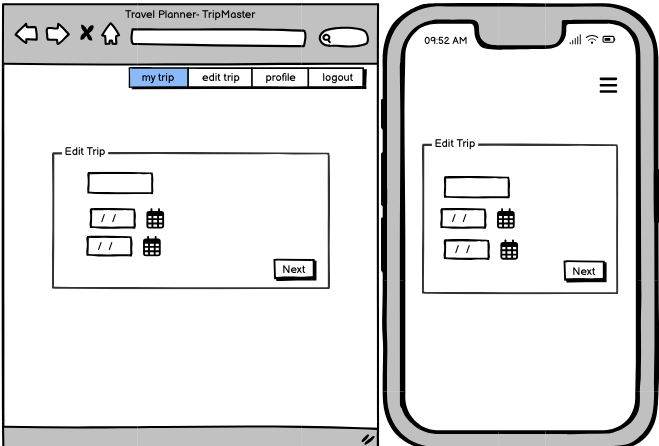 Travel Planner- TripMaster
my trip edit trip profile logout
Edit Trip
/ /
/ /
Next
09:52 AM
Edit Trip
/ /
/ /
Next